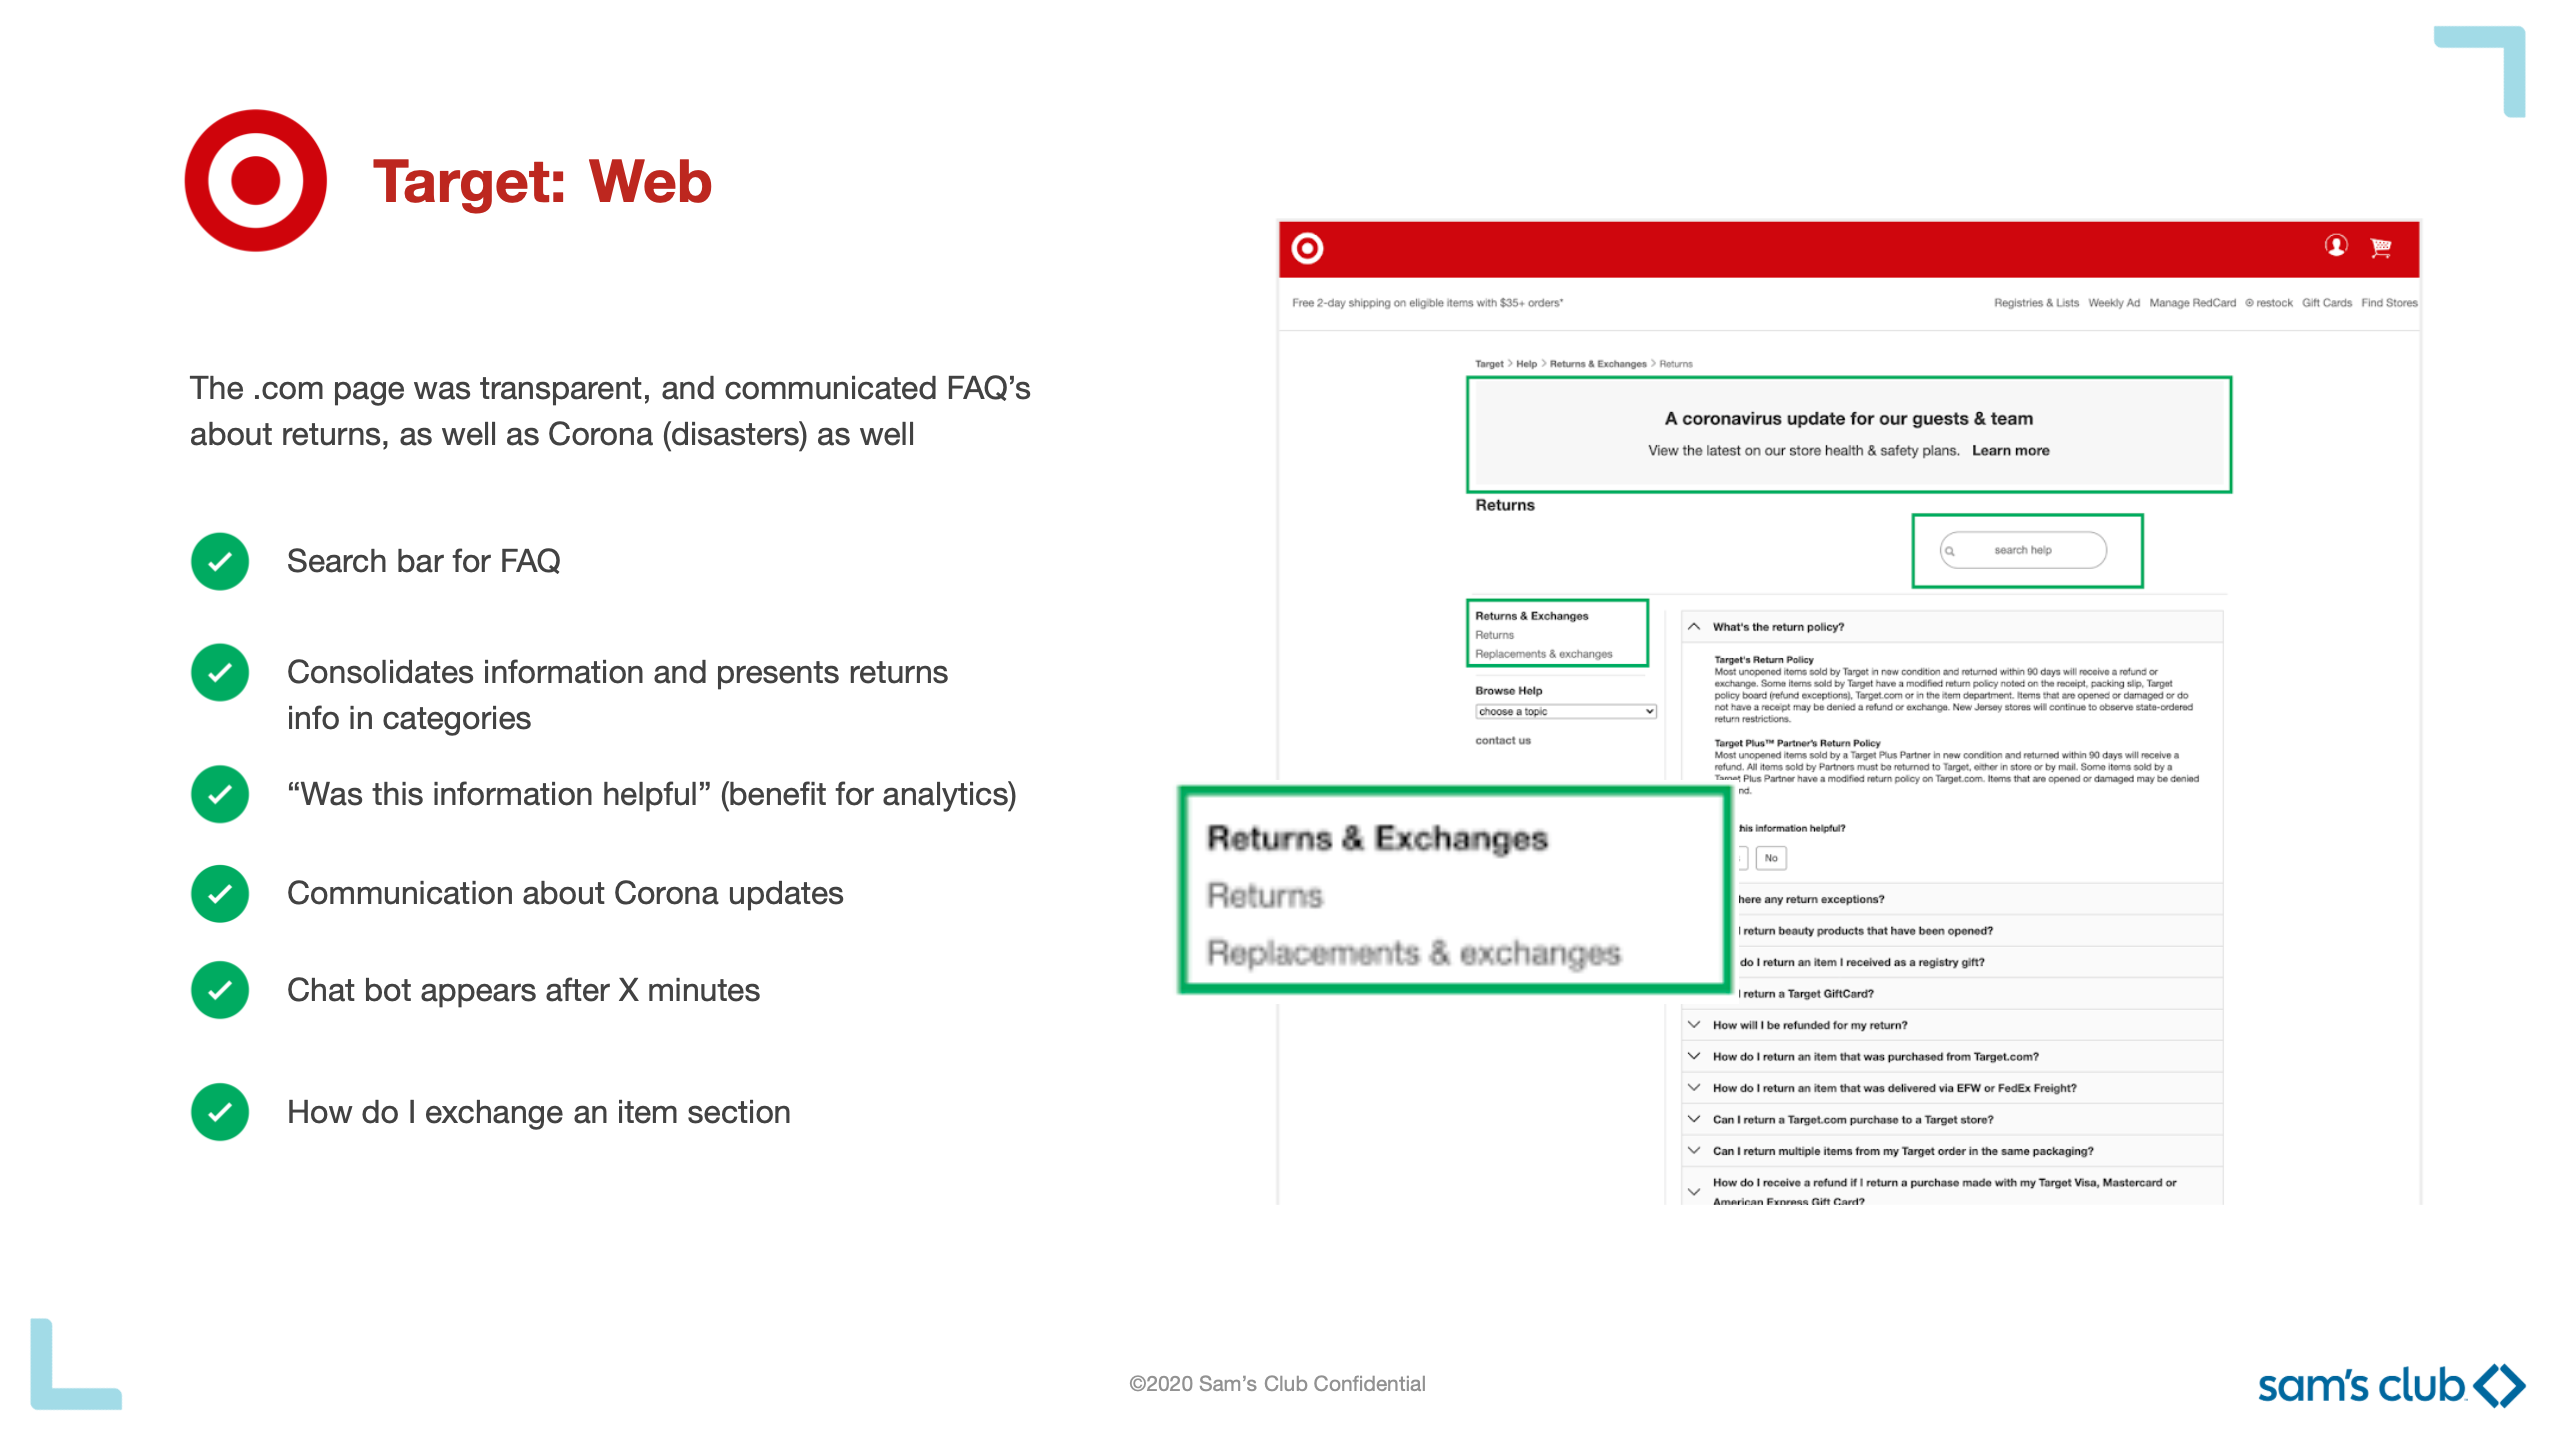 Target: Web
The .com page was transparent, and communicated FAQ’s
about returns, as well as Corona (disasters) as well
Search bar for FAQ
Consolidates information and presents returns
info in categories
“Was this information helpful” (benefit for analytics)
Communication about Corona updates
Chat bot appears after X minutes
How do I exchange an item section
Free 2-day shipping on eligible items with $35+ orders*
Registries & Lists Weekly Ad Manage RedCard restock Gift Cards Find Stores
Target > Help > Returns & Exchanges > Returns
A coronavirus update for our guests & team
View the latest on our store health & safety plans. Learn more
Returns
search help
Returns & Exchanges
Returns
Replacements & exchanges
Browse Help
choose a topic
contact us
What's the return policy?
Target's Return Policy
Most unopened items sold by Target in new condition and returned within 90 days will receive a refund or
exchange. Some items sold by Target have a modified return policy noted on the receipt, packing slip, Target
policy board (refund exceptions), Target.com or in the item department. Items that are opened or damaged or do
not have a receipt may be denied a refund or exchange. New Jersey stores will continue to observe state-ordered
return restrictions.
Target Plus™ Partner's Return Policy
Most unopened items sold by a Target Plus Partner in new condition and returned within 90 days will receive a
refund. All items sold by Partners must be returned to Target, either in store or by mail. Some items sold by a
Target Plus Partner have a modified return policy on Target.com. Items that are opened or damaged may be denied
nd.
his information helpful?
No
Returns & Exchanges
Returns
Replacements & exchanges
here any return exceptions?
I return beauty products that have been opened?
do I return an item I received as a registry gift?
I return a Target GiftCard?
How will I be refunded for my return?
How do I return an item that was purchased from Target.com?
How do I return an item that was delivered via EFW or FedEx Freight?
Can I return a Target.com purchase to a Target store?
Can I return multiple items from my Target order in the same packaging?
How do I receive a refund if I return a purchase made with my Target Visa, Mastercard or
American Express Gift Card?
©2020 Sam’s Club Confidential
sam's club